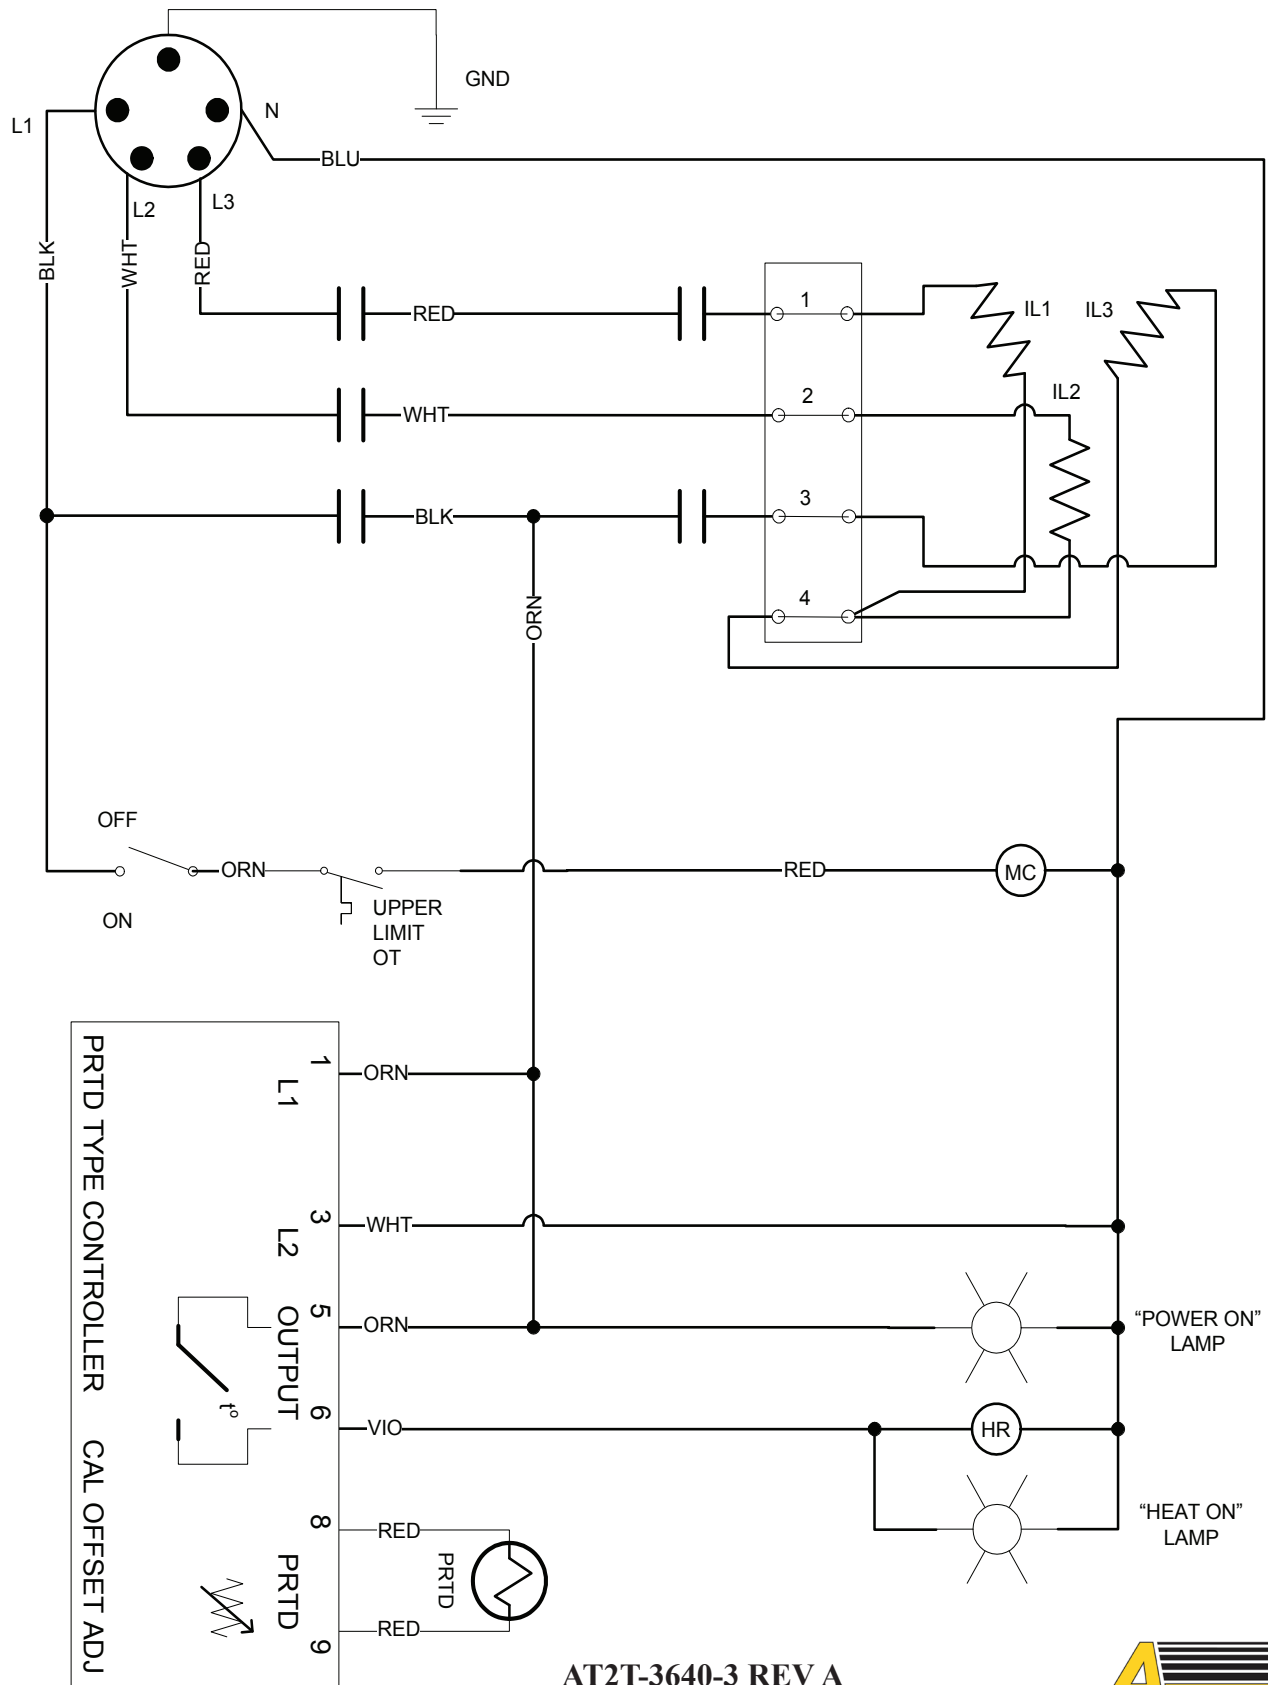 GND
L1
N
BLU
L2
L3
BLK
WHT
RED
RED
1
IL1
IL3
2
WHT
IL2
3
BLK
4
ORN
OFF
ORN
RED
MC
ON
UPPER
LIMIT
OT
PRTD TYPE CONTROLLER CAL OFFSET ADJ
1
L1
ORN
3
L2
WHT
5
OUTPUT
ORN
"POWER ON"
LAMP
t°
6
VIO
HR
8
RED
"HEAT ON"
LAMP
PRTD
PRTD
9
RED
AT2T-3640-3 REV A